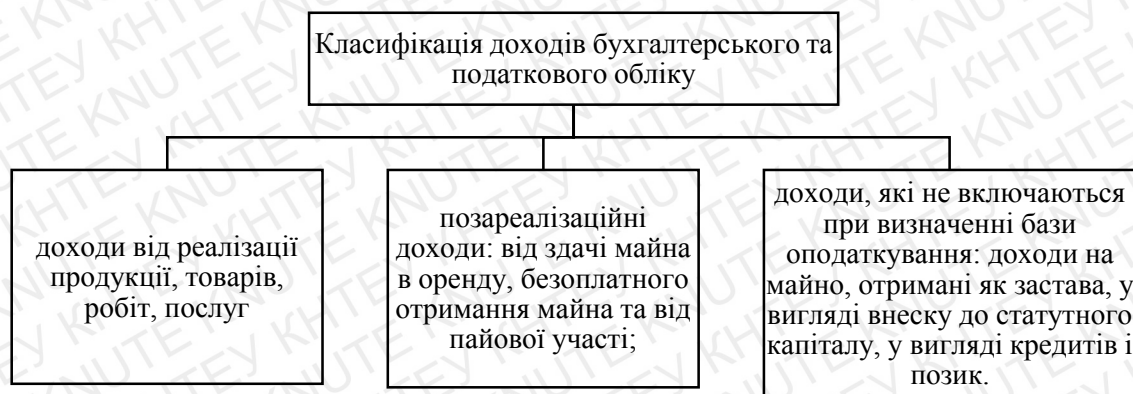 Класифікація доходів бухгалтерського та
податкового обліку
доходи від реалізації
продукції, товарів,
робіт, послуг
позареалізаційні
доходи: від здачі майна
в оренду, безоплатного
отримання майна та від
пайової участі;
доходи, які не включаються
при визначенні бази
оподаткування: доходи на
майно, отримані як застава, у
вигляді внеску до статутного
капіталу, у вигляді кредитів і
позик.